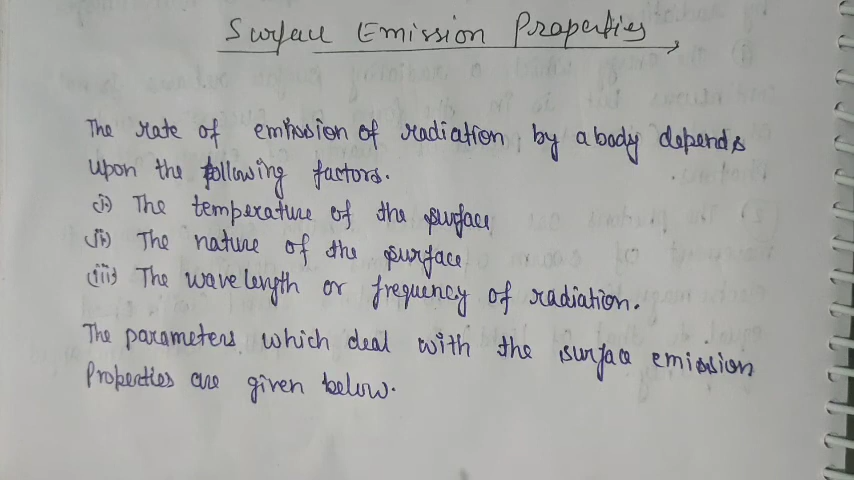 Surface Emission Properties
The rate of emission of radiation by a body depends
upon the following factors.
(i) The temperature of the surface
(ii) The nature of the surface
(iii) The wavelength or frequency of radiation.
The parameters which deal with the surface emission
Properties are given below.